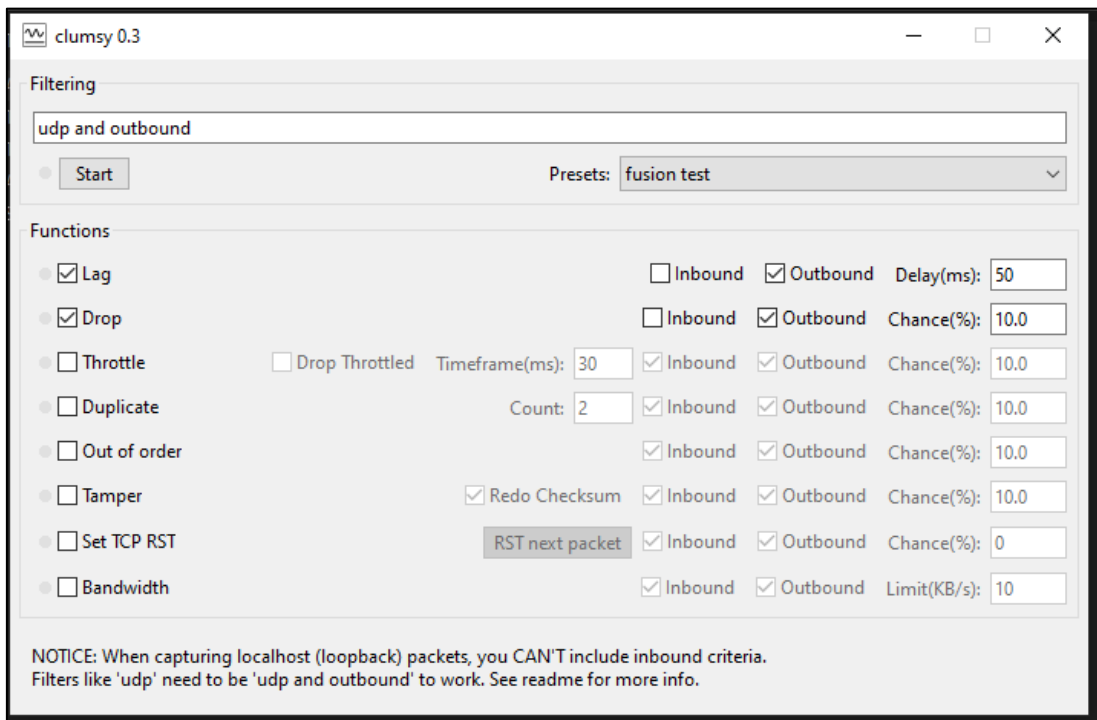 clumsy 0.3
Filtering
udp and outbound
Start Presets: fusion test
Functions
Lag Inbound Outbound Delay(ms): 50
Drop Inbound Outbound Chance(%): 10.0
Throttle Drop Throttled Timeframe(ms): 30 Inbound Outbound Chance(%): 10.0
Duplicate Count: 2 Inbound Outbound Chance(%): 10.0
Out of order Inbound Outbound Chance(%): 10.0
Tamper Redo Checksum Inbound Outbound Chance(%): 10.0
Set TCP RST RST next packet Inbound Outbound Chance(%): 0
Bandwidth Inbound Outbound Limit(KB/s): 10
NOTICE: When capturing localhost (loopback) packets, you CAN'T include inbound criteria.
Filters like 'udp' need to be 'udp and outbound' to work. See readme for more info.